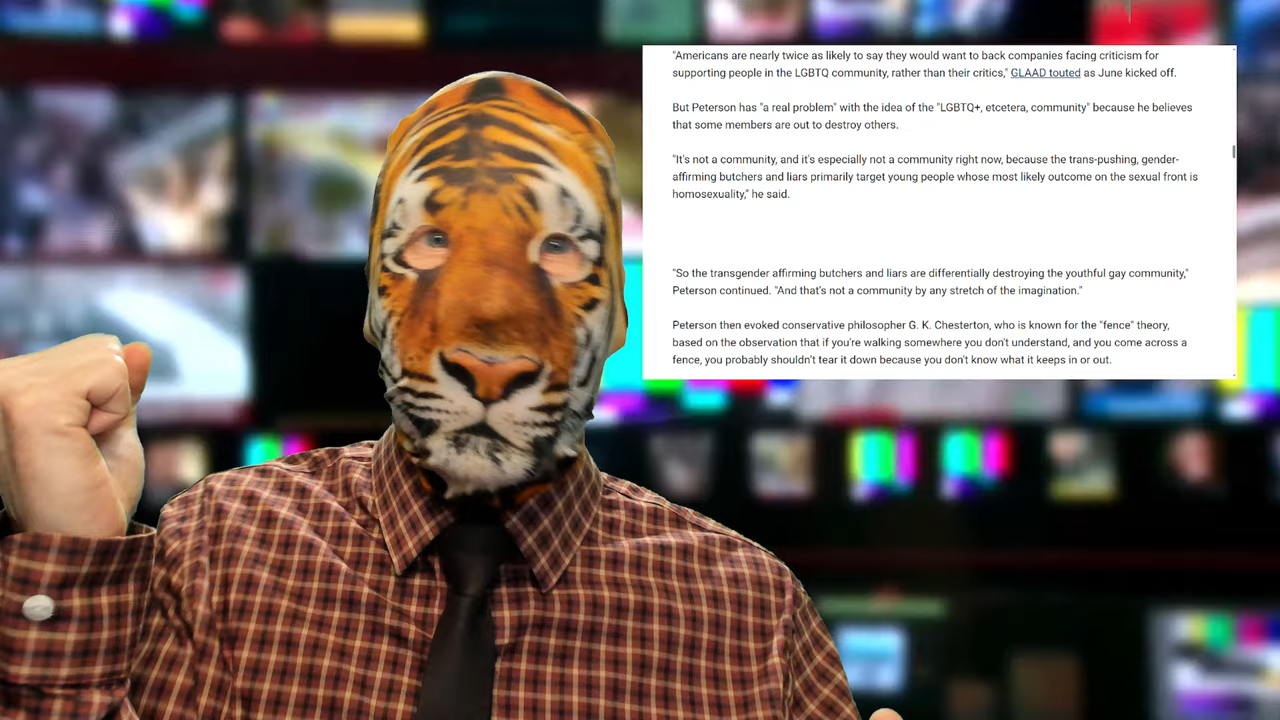 "Americans are nearly twice as likely to say they would want to back companies facing criticism for
supporting people in the LGBTQ community, rather than their critics," GLAAD touted as June kicked off.
But Peterson has "a real problem" with the idea of the "LGBTQ+, etcetera, community" because he believes
that some members are out to destroy others.
"It's not a community, and it's especially not a community right now, because the trans-pushing, gender-
affirming butchers and liars primarily target young people whose most likely outcome on the sexual front is
homosexuality," he said.
"So the transgender affirming butchers and liars are differentially destroying the youthful gay community,"
Peterson continued. "And that's not a community by any stretch of the imagination."
Peterson then evoked conservative philosopher G. K. Chesterton, who is known for the "fence" theory,
based on the observation that if you're walking somewhere you don't understand, and you come across a
fence, you probably shouldn't tear it down because you don't know what it keeps in or out.